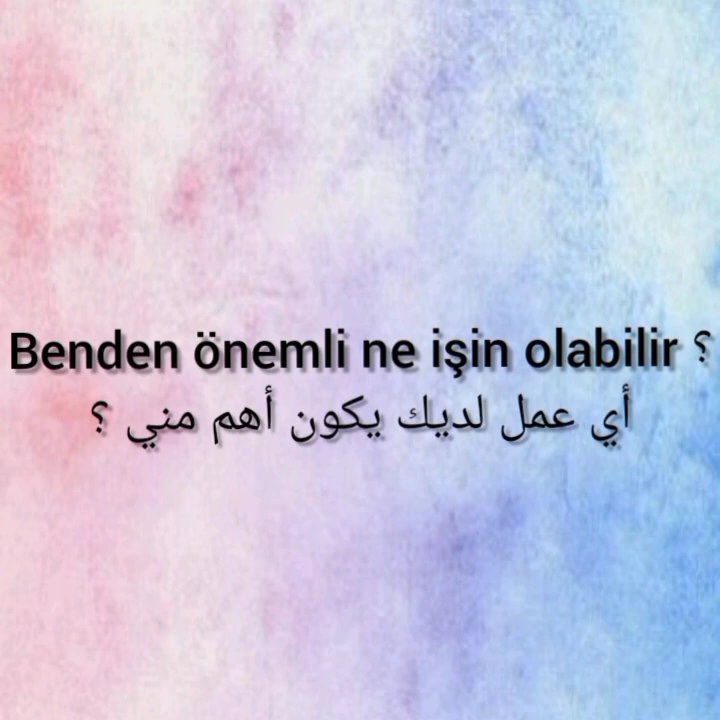 Benden önemli ne işin olabilir ؟
أي عمل لديك يكون أهم مني ؟